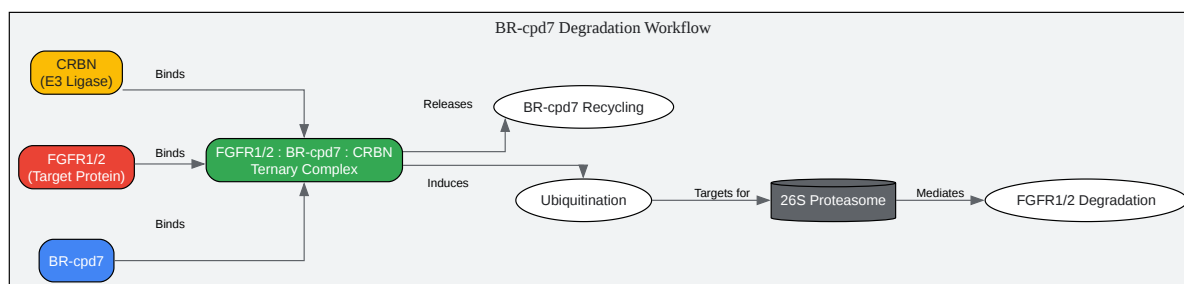 BR-cpd7 Degradation Workflow
CRBN
(E3 Ligase)
Binds
Releases
BR-cpd7 Recycling
FGFR1/2
(Target Protein)
Binds
FGFR1/2 : BR-cpd7 : CRBN
Ternary Complex
Induces
Ubiquitination
Targets for
26S Proteasome
Mediates
FGFR1/2 Degradation
Binds
BR-cpd7